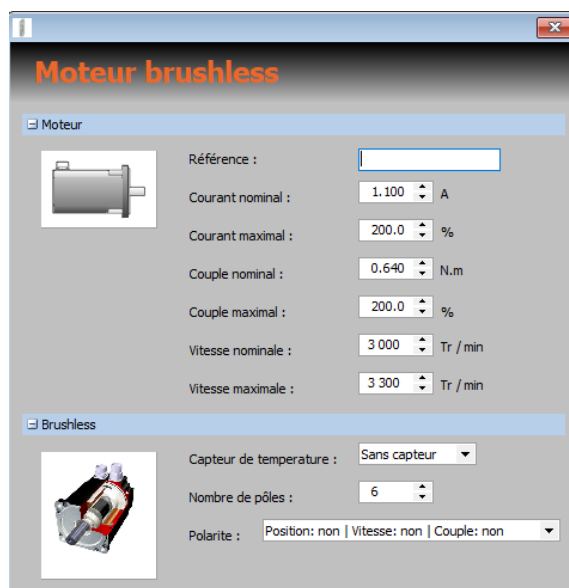 Moteur brushless
Moteur
Référence :
Courant nominal : 1.100 A
Courant maximal : 200.0 %
Couple nominal : 0.640 N.m
Couple maximal : 200.0 %
Vitesse nominale : 3 000 Tr / min
Vitesse maximale : 3 300 Tr / min
Brushless
Capteur de temperature : Sans capteur
Nombre de pôles : 6
Polarite : Position: non | Vitesse: non | Couple: non